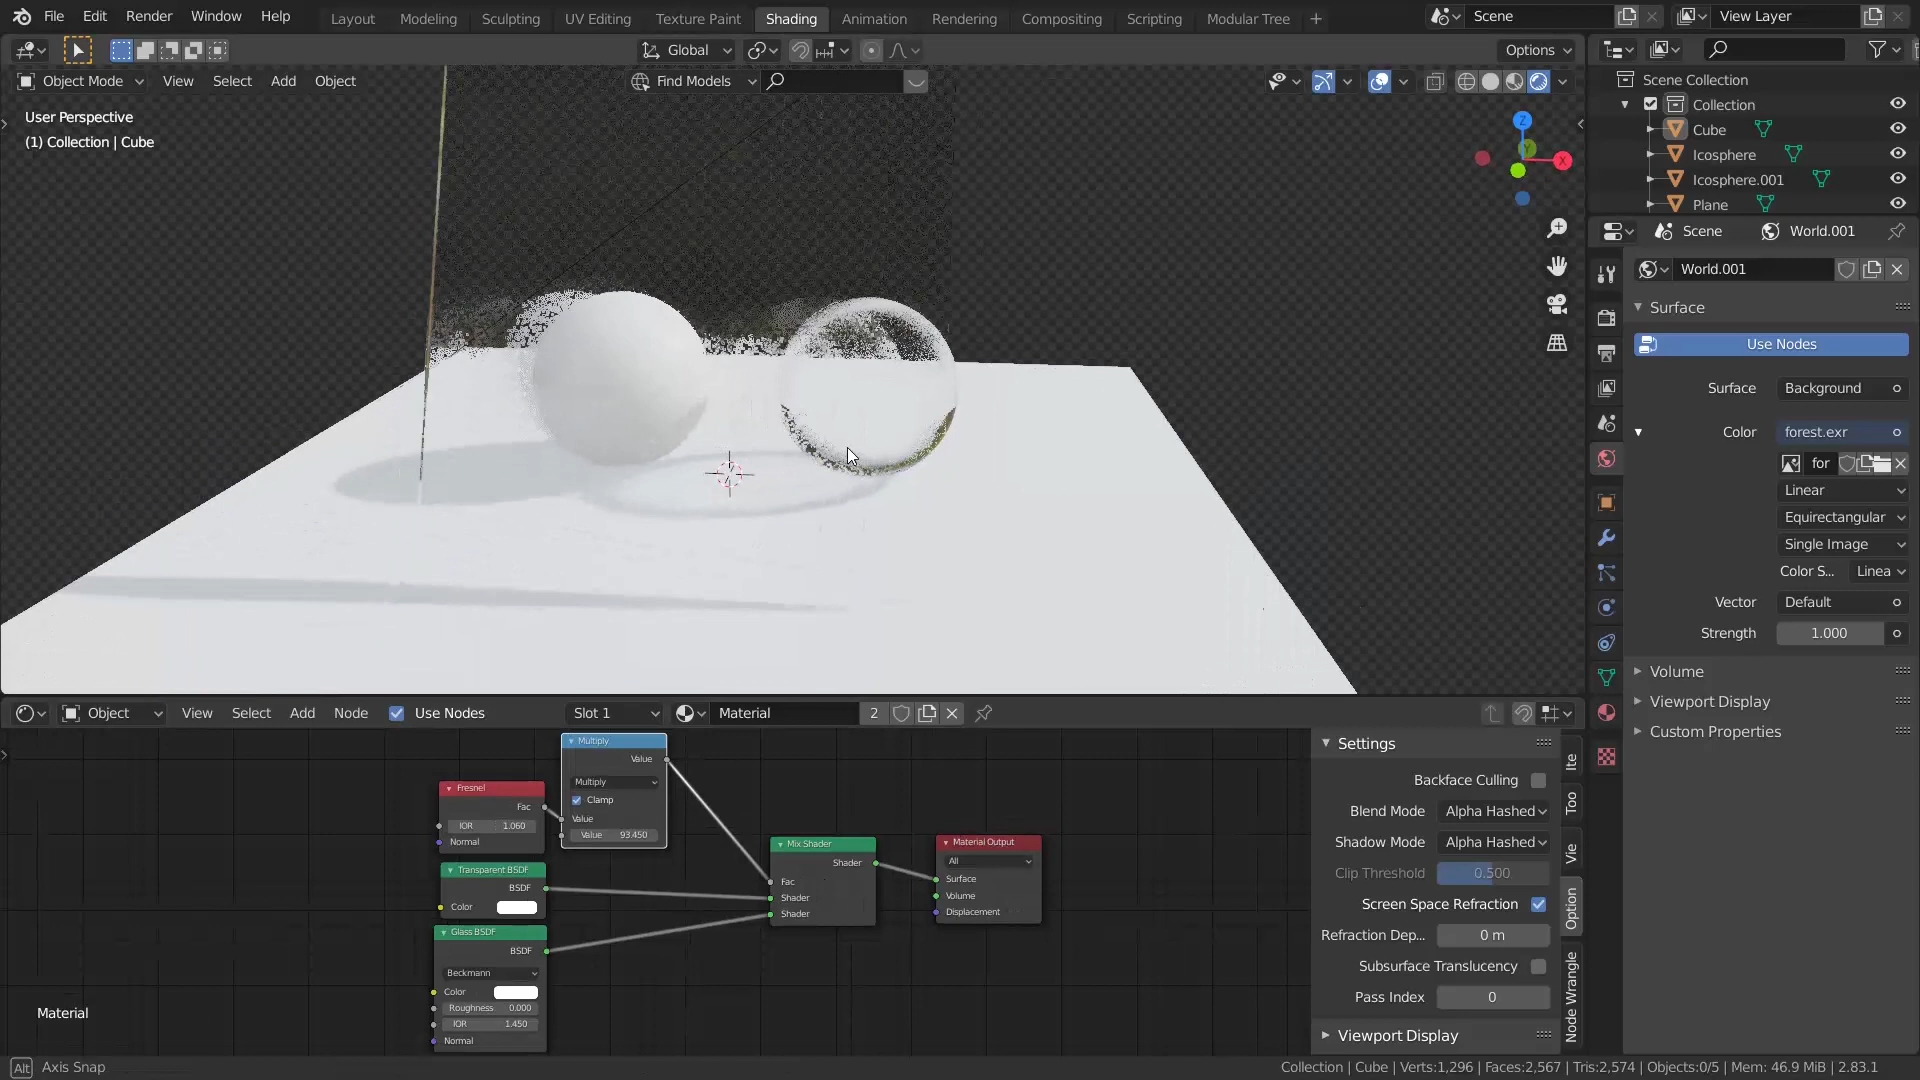 File Edit Render Window Help Layout Modeling Sculpting UV Editing Texture Paint Shading Animation Rendering Compositing Scripting Modular Tree + Scene View Layer
Global Options
Object Mode View Select Add Object Find Models
User Perspective
(1) Collection | Cube
Z
Y
X
Scene Collection
Collection
Cube
Icosphere
Icosphere.001
Plane
Scene World.001
World.001
Surface
Use Nodes
Surface Background
Color forest.exr
for
Linear
Equirectangular
Single Image
Color S... Linea
Vector Default
Strength 1.000
Volume
Viewport Display
Custom Properties
Object View Select Add Node Use Nodes Slot 1 Material 2
Multiply
Value
Multiply
Clamp
Value
Value 93.450
Fresnel
Fac
IOR 1.060
Normal
Transparent BSDF
BSDF
Color
Glass BSDF
BSDF
Beckmann
Color
Roughness 0.000
IOR 1.450
Normal
Mix Shader
Shader
Fac
Shader
Shader
Material Output
All
Surface
Volume
Displacement
Material
Settings
Backface Culling
Blend Mode Alpha Hashed
Shadow Mode Alpha Hashed
Clip Threshold 0.500
Screen Space Refraction
Refraction Dep... 0 m
Subsurface Translucency
Pass Index 0
Viewport Display
Ite
Too
Vie
Option
Node Wrangle
Alt Axis Snap
Collection | Cube | Verts:1,296 | Faces:2,567 | Tris:2,574 | Objects:0/5 | Mem: 46.9 MiB | 2.83.1